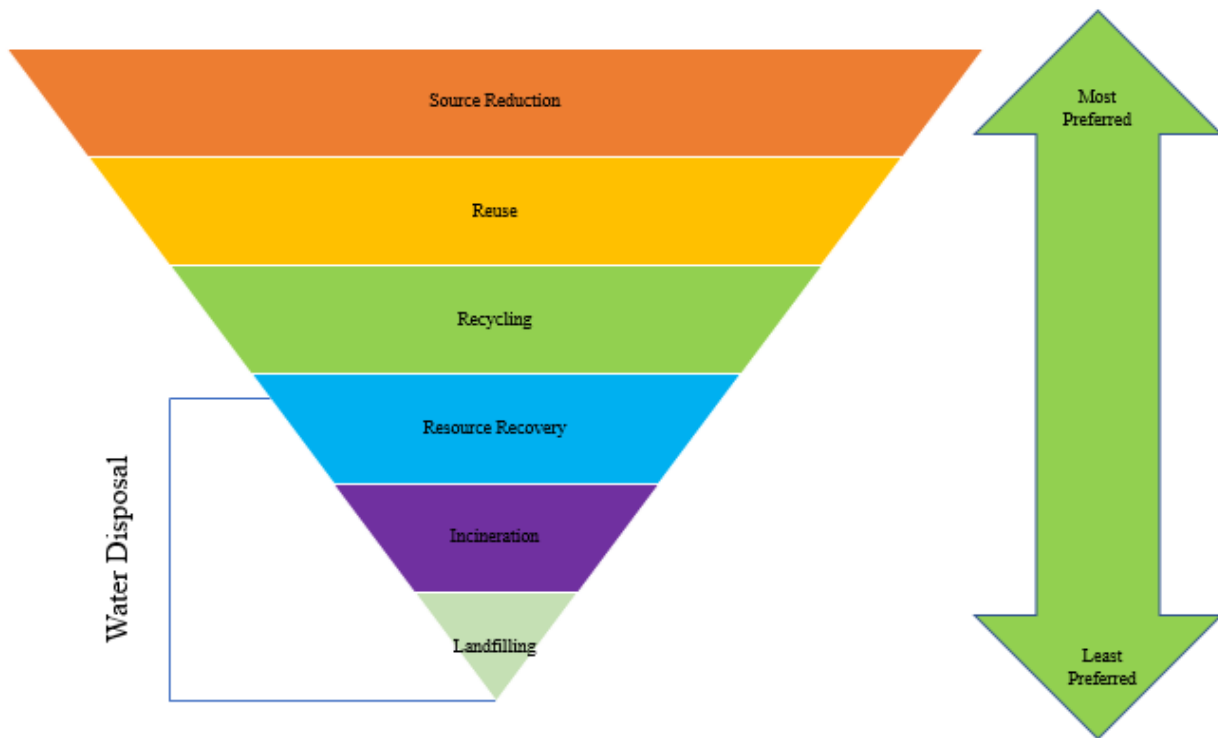 Source Reduction
Most
Preferred
Reuse
Recycling
Resource Recovery
Water Disposal
Incineration
Landfilling
Least
Preferred